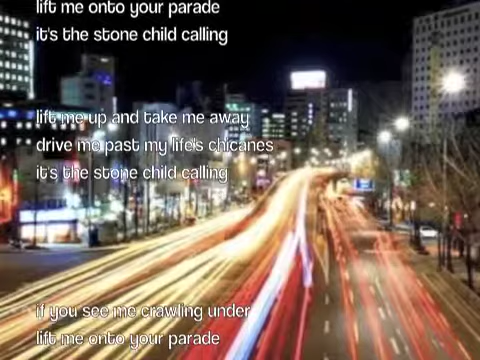 lift me onto your parade
it's the stone child calling
lift me up and take me away
drive me past my life's chicanes
it's the stone child calling
if you see me crawling under
lift me onto your parade